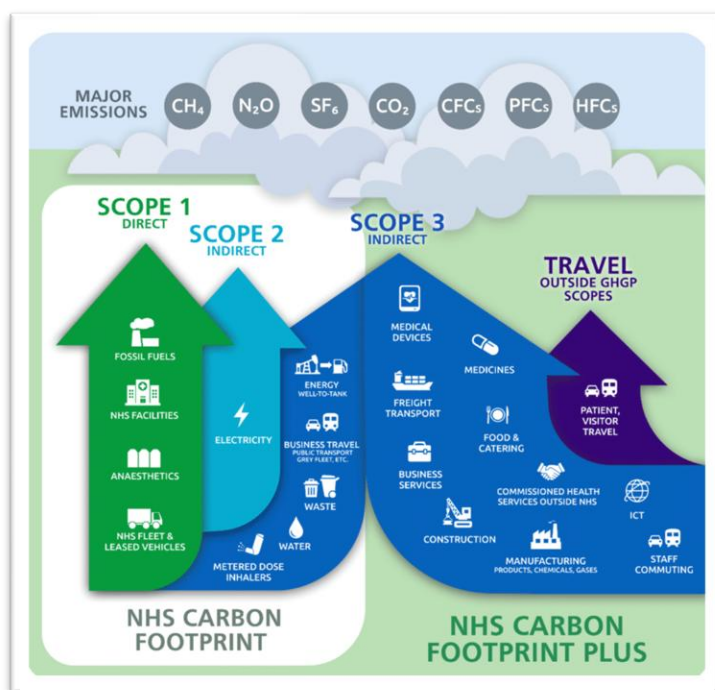 MAJOR
EMISSIONS
CH₄
N₂O
SF₆
CO₂
CFCs
PFCs
HFCs
SCOPE 1
DIRECT
SCOPE 2
INDIRECT
SCOPE 3
INDIRECT
TRAVEL
OUTSIDE GHGP
SCOPES
FOSSIL FUELS
NHS FACILITIES
ANAESTHETICS
NHS FLEET &
LEASED VEHICLES
ELECTRICITY
ENERGY
WELL-TO-TANK
BUSINESS TRAVEL
PUBLIC TRANSPORT
GREY FLEET, ETC.
WASTE
WATER
METERED DOSE
INHALERS
MEDICAL
DEVICES
MEDICINES
FREIGHT
TRANSPORT
FOOD &
CATERING
BUSINESS
SERVICES
COMMISSIONED HEALTH
SERVICES OUTSIDE NHS
ICT
CONSTRUCTION
MANUFACTURING
PRODUCTS, CHEMICALS, GASES
STAFF
COMMUTING
PATIENT,
VISITOR
TRAVEL
NHS CARBON
FOOTPRINT
NHS CARBON
FOOTPRINT PLUS